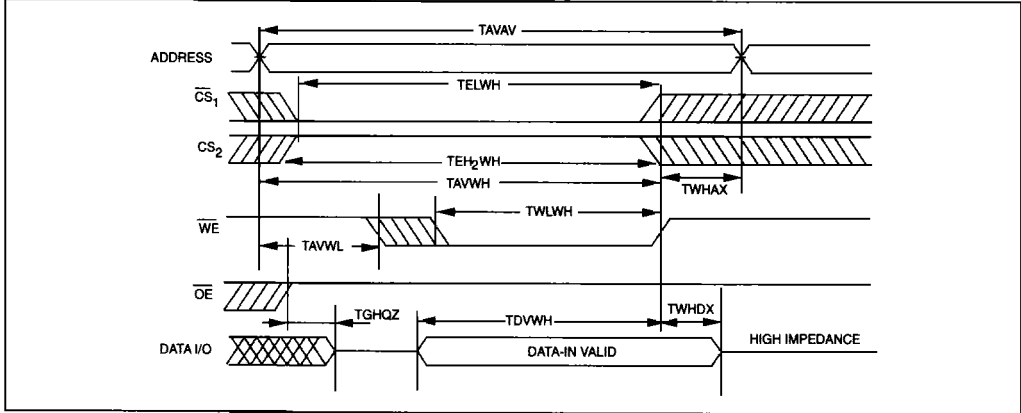 TAVAV
ADDRESS
TELWH
CS1
CS2
TEH2WH
TAVWH
TWHAX
TWLWH
WE
TAVWL
OE
TGHQZ
TDVWH
TWHDX
DATA I/O
DATA-IN VALID
HIGH IMPEDANCE